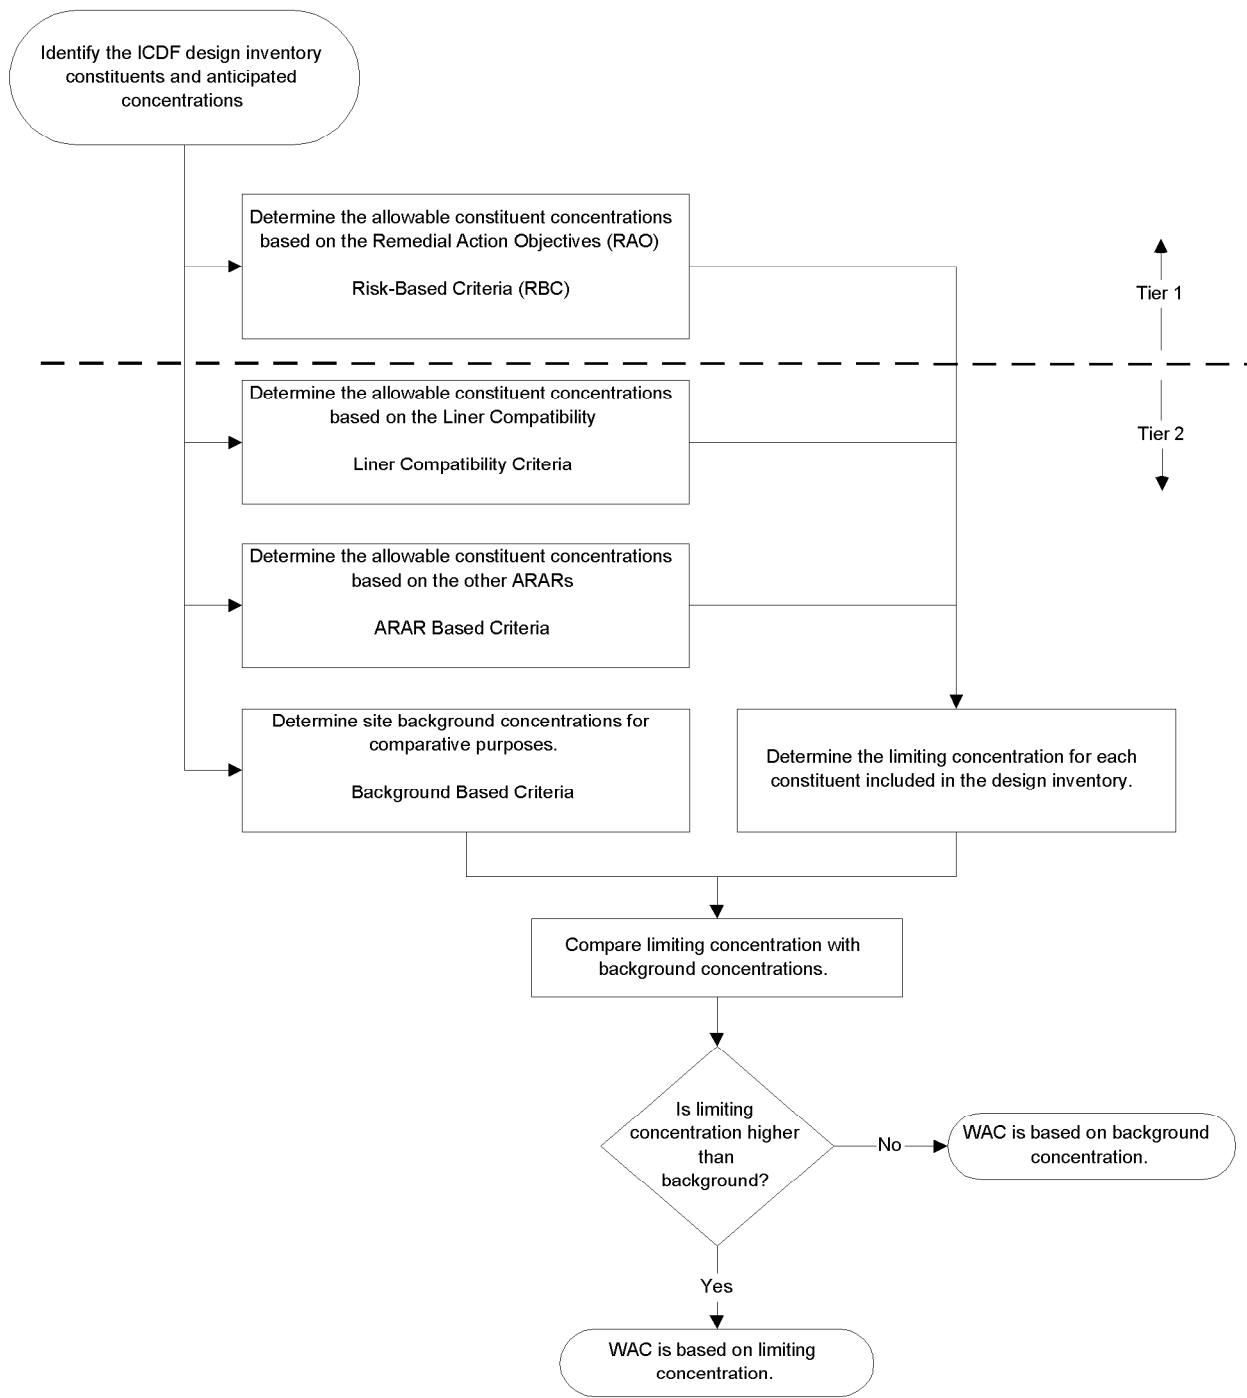 Identify the ICDF design inventory
constituents and anticipated
concentrations
Determine the allowable constituent concentrations
based on the Remedial Action Objectives (RAO)
Risk-Based Criteria (RBC)
Tier 1
Determine the allowable constituent concentrations
based on the Liner Compatibility
Liner Compatibility Criteria
Tier 2
Determine the allowable constituent concentrations
based on the other ARARs
ARAR Based Criteria
Determine site background concentrations for
comparative purposes.
Background Based Criteria
Determine the limiting concentration for each
constituent included in the design inventory.
Compare limiting concentration with
background concentrations.
Is limiting
concentration higher
than
background?
No
WAC is based on background
concentration.
Yes
WAC is based on limiting
concentration.